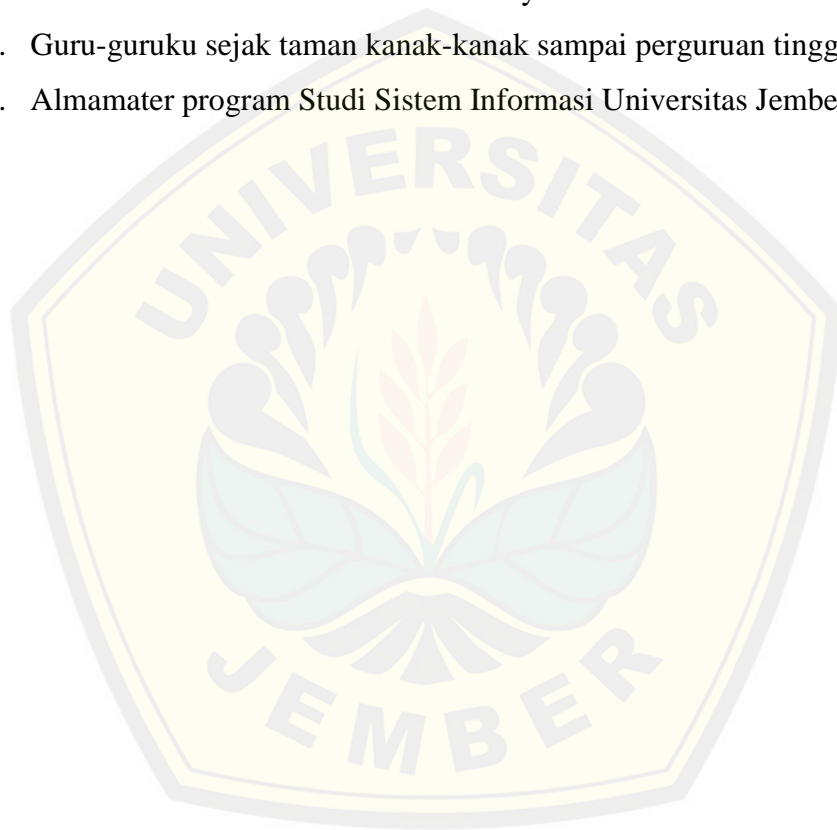 . Guru-guruku sejak taman kanak-kanak sampai perguruan tingg
. Almamater program Studi Sistem Informasi Universitas Jembe
UNIVERSITAS
JEMBER